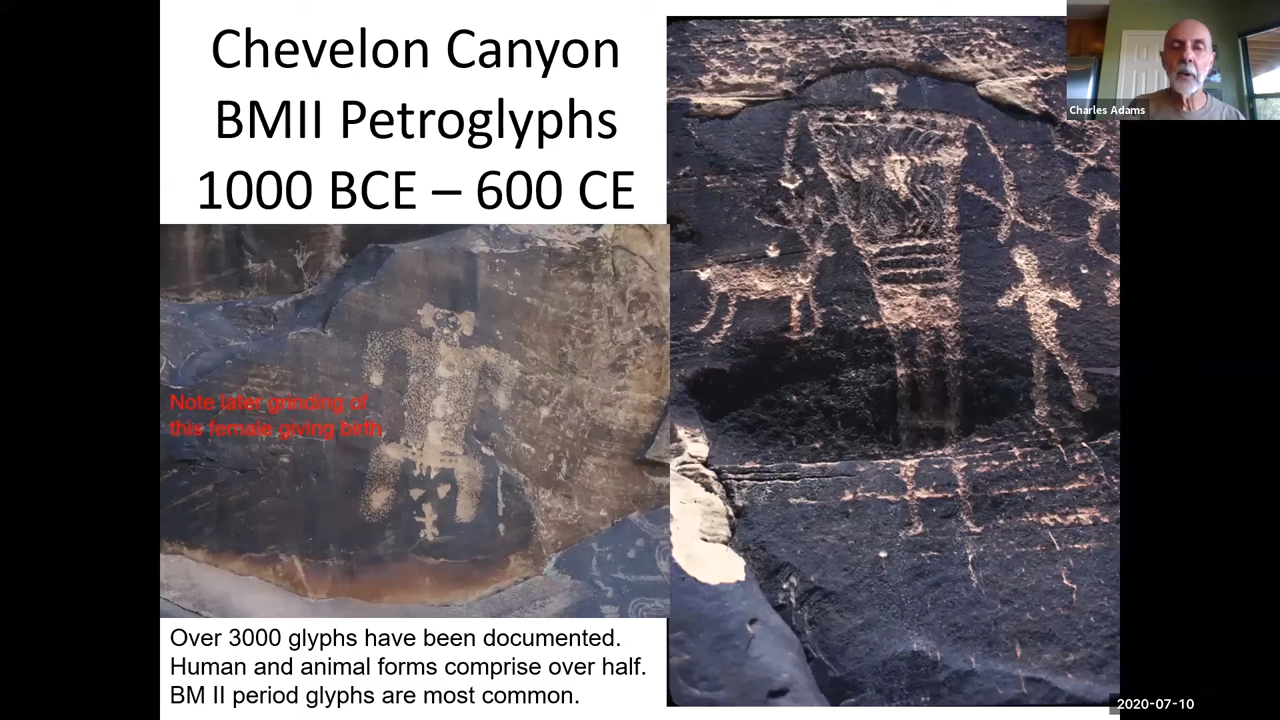 Chevelon Canyon
BMII Petroglyphs
1000 BCE – 600 CE
Charles Adams
Note later grinding of
this female giving birth
Over 3000 glyphs have been documented.
Human and animal forms comprise over half.
BM II period glyphs are most common.
2020-07-10